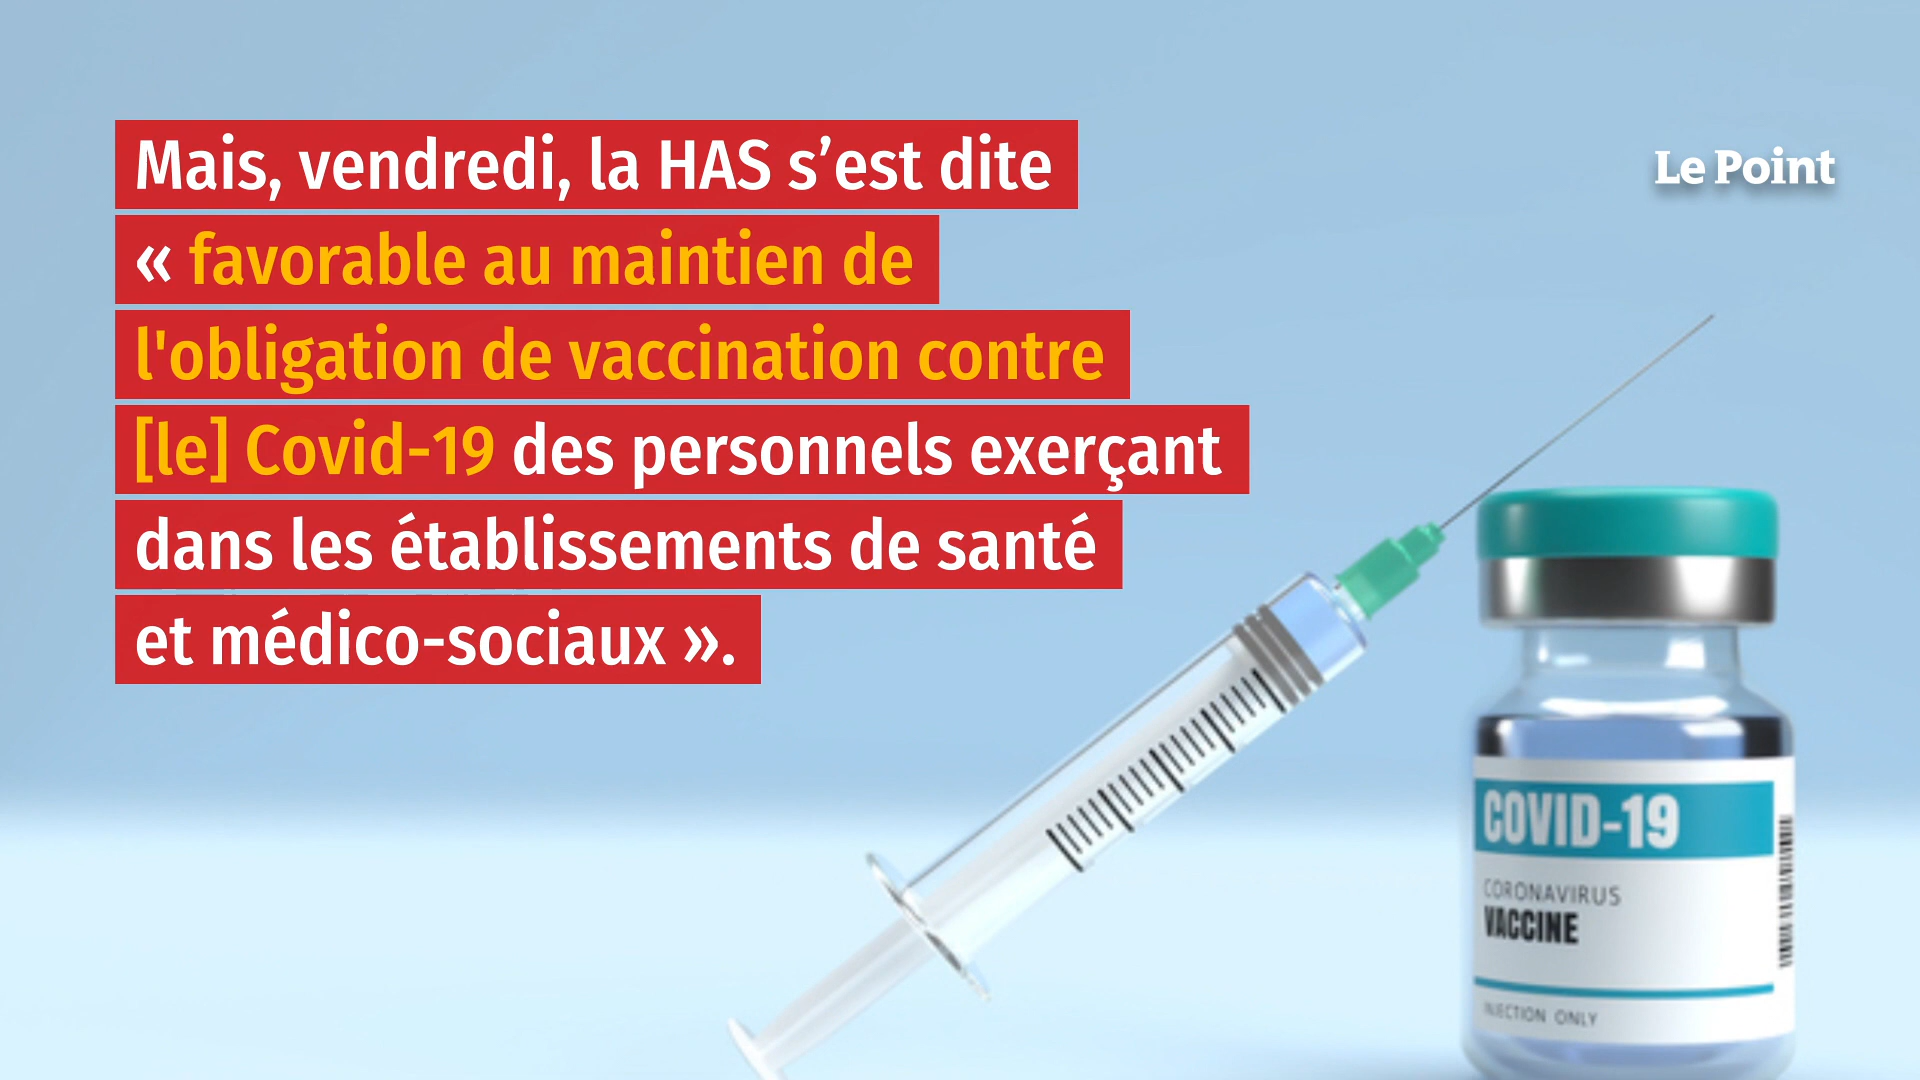 Mais, vendredi, la HAS s’est dite
« favorable au maintien de
l'obligation de vaccination contre
[le] Covid-19 des personnels exerçant
dans les établissements de santé
et médico-sociaux ».
Le Point
COVID-19
CORONAVIRUS
VACCINE
INJECTION ONLY